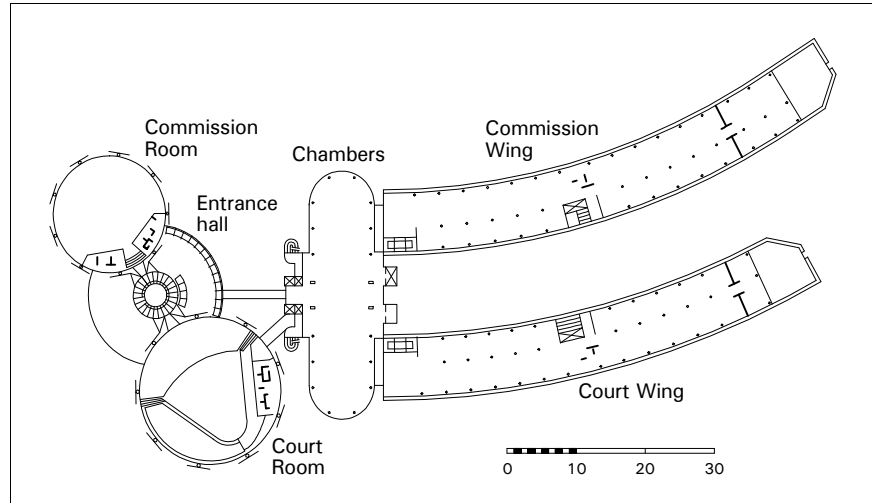 Commission
Room
Entrance
hall
Chambers
Commission
Wing
Court Wing
Court
Room
0 10 20 30